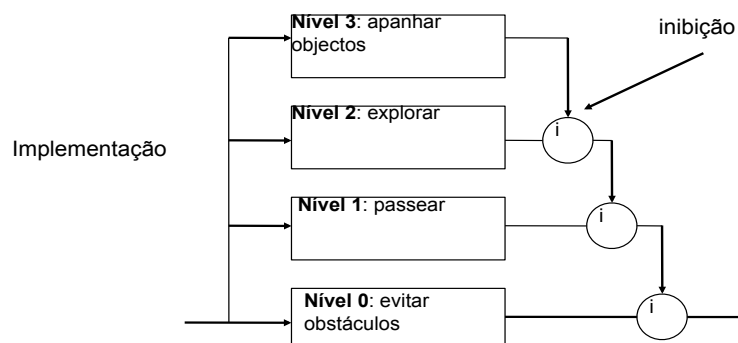 Nível 3: apanhar
objectos
inibição
i
Nível 2: explorar
Implementação
i
Nível 1: passear
i
Nível 0: evitar
obstáculos